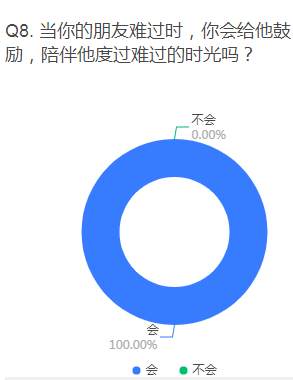 Q8. 当你的朋友难过时，你会给他鼓
励，陪伴他度过难过的时光吗？
不会
0.00%
会
100.00%
会 不会